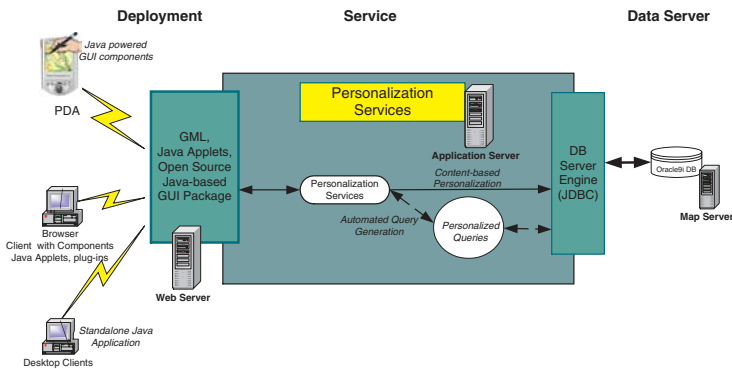 Deployment
Service
Data Server
Java powered
GUI components
PDA
Browser
Client with Components
Java Applets, plug-ins
Standalone Java
Application
Desktop Clients
GML,
Java Applets,
Open Source
Java-based
GUI Package
Web Server
Personalization
Services
Application Server
Personalization
Services
Content-based
Personalization
Automated Query
Generation
Personalized
Queries
DB
Server
Engine
(JDBC)
Oracle9i DB
Map Server